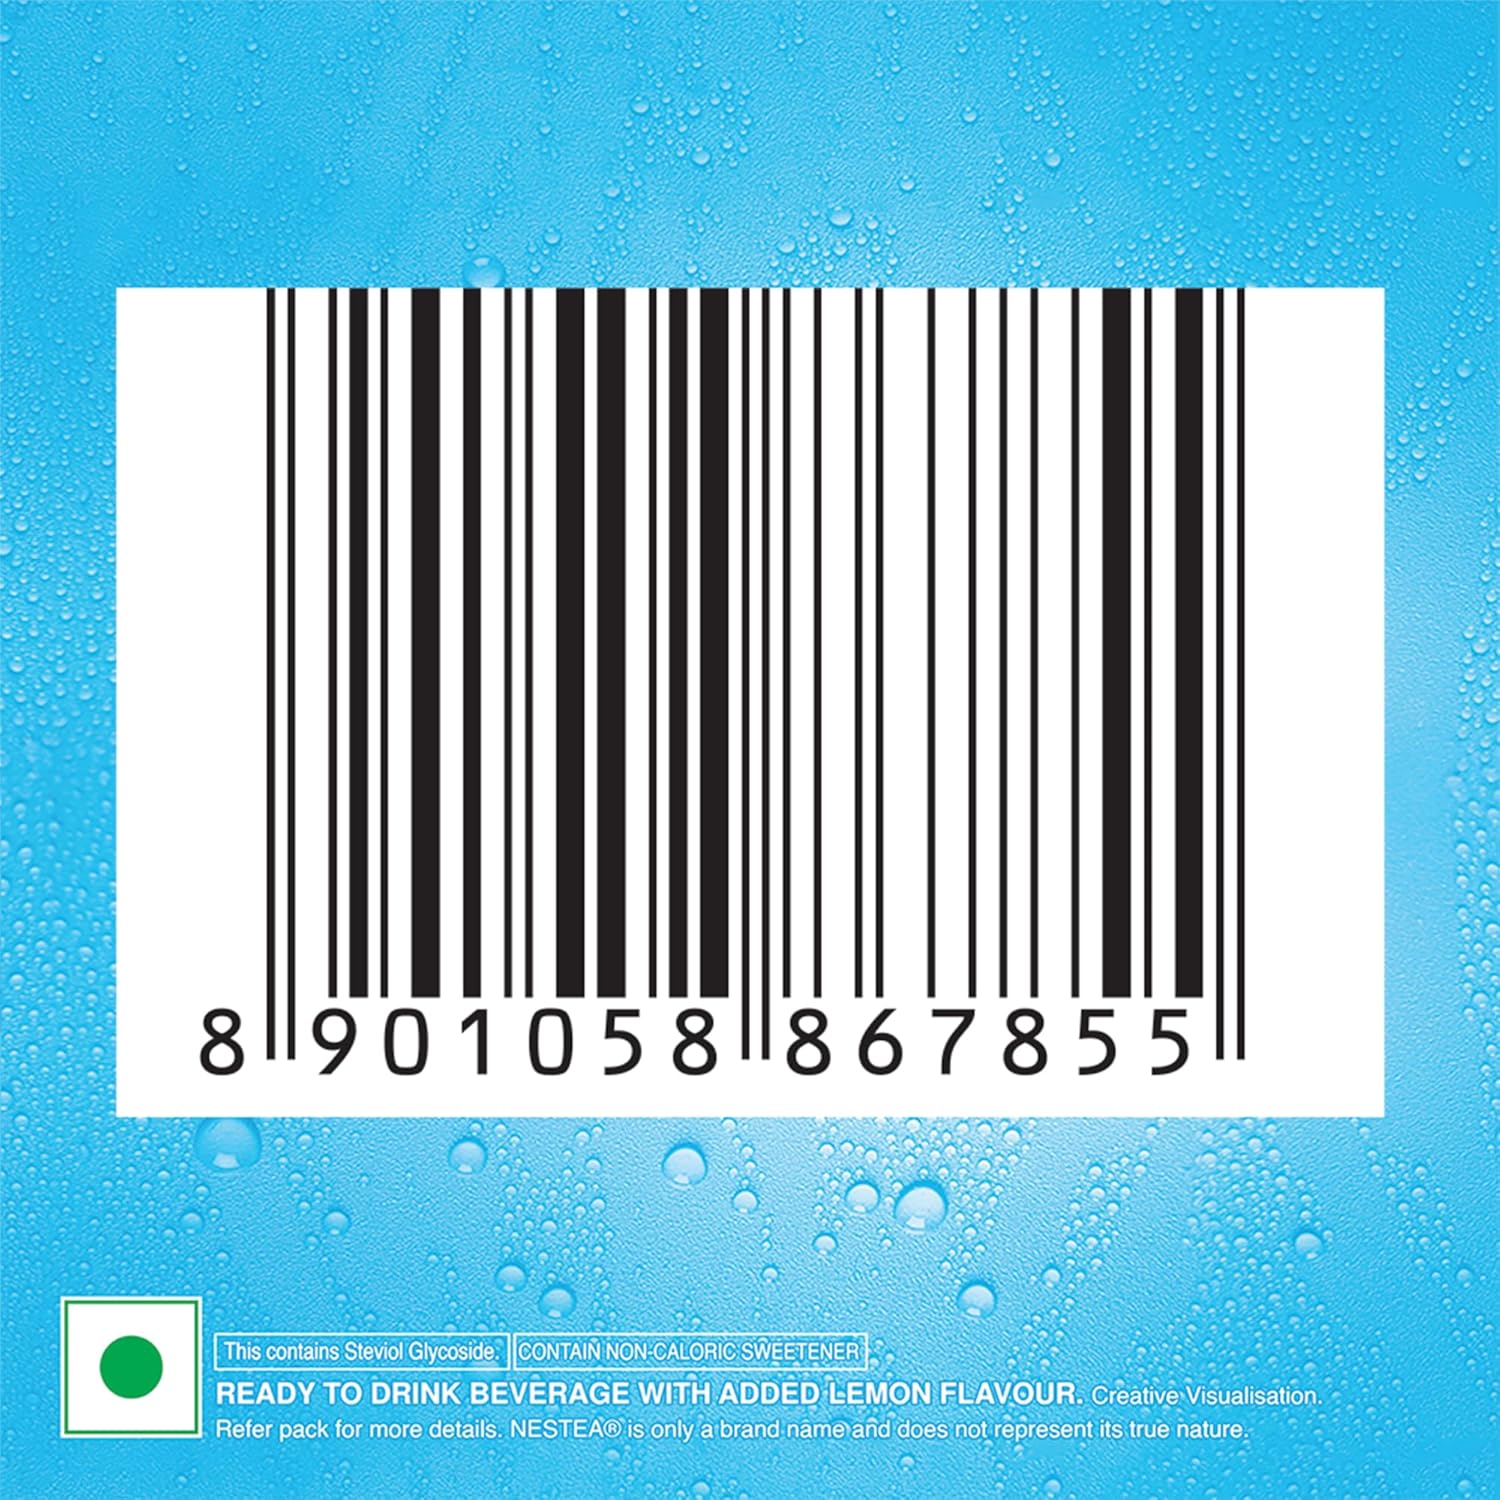 8 901058 867855
This contains Steviol Glycoside. CONTAIN NON-CALORIC SWEETENER
READY TO DRINK BEVERAGE WITH ADDED LEMON FLAVOUR. Creative Visualisation.
Refer pack for more details. NESTEA® is only a brand name and does not represent its true nature.